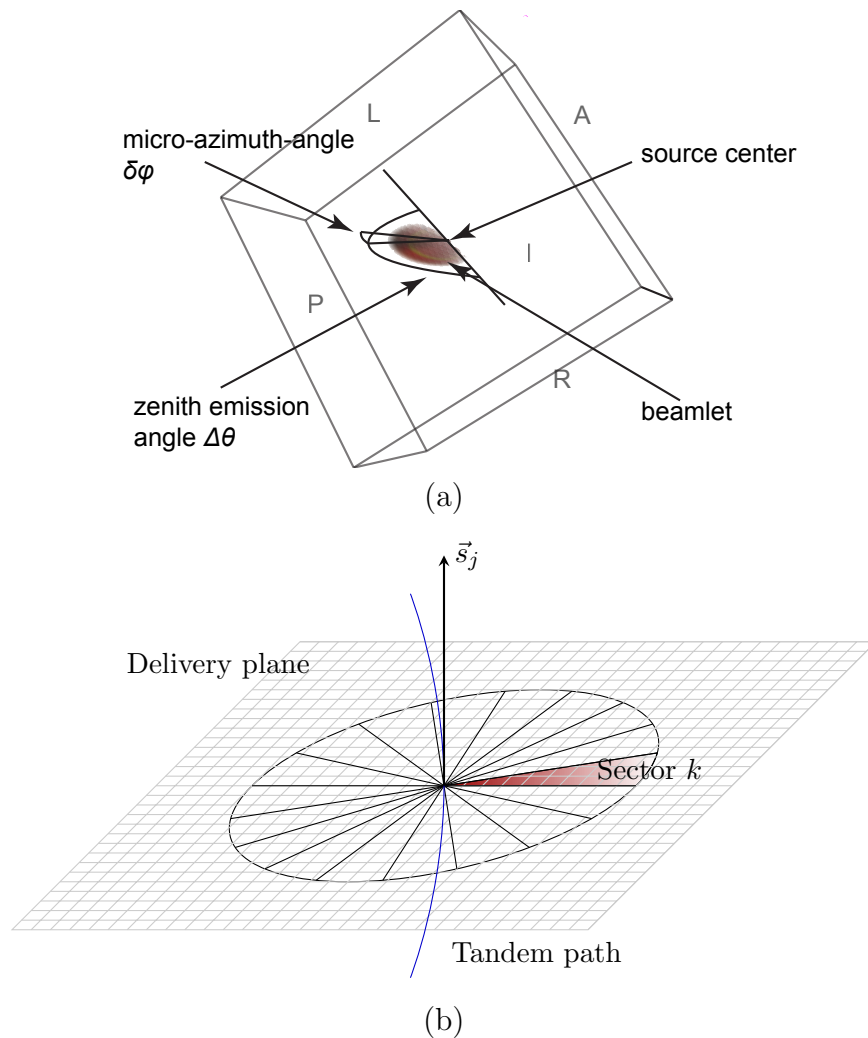 L
A
micro-azimuth-angle
δφ
source center
I
P
R
zenith emission
angle Δθ
beamlet
(a)
s⃗j
Delivery plane
Sector k
Tandem path
(b)